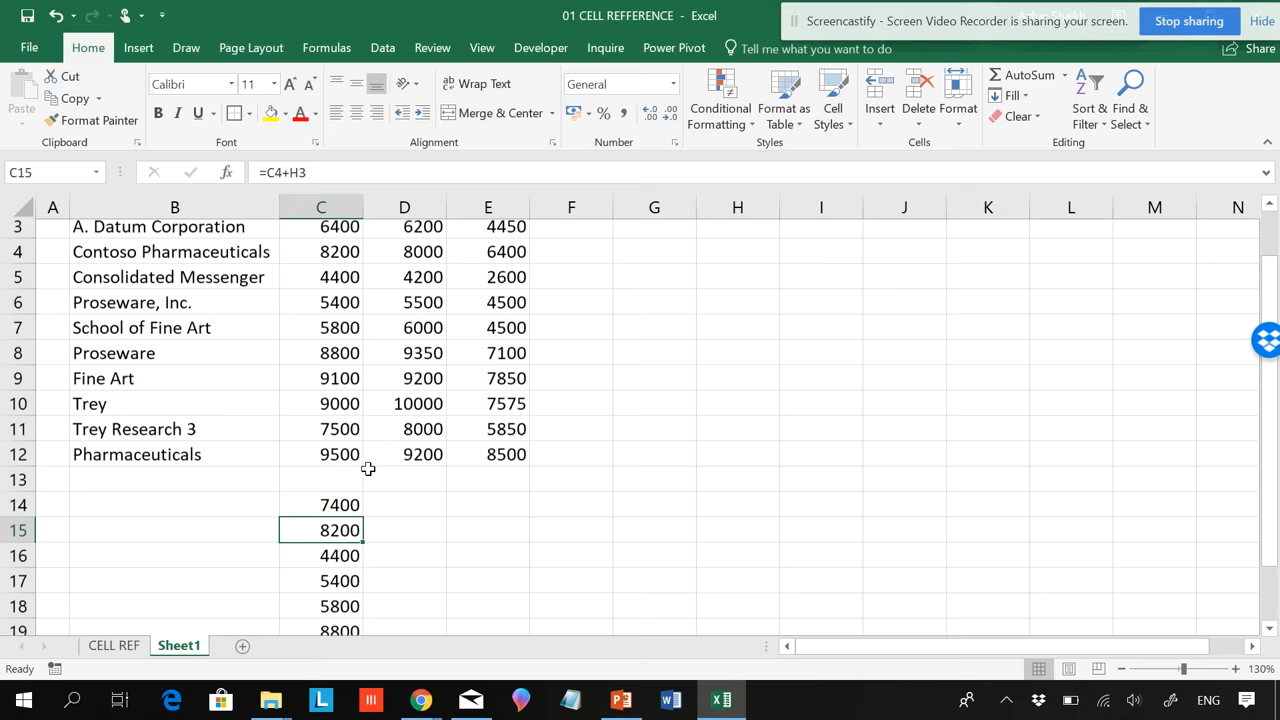 01 CELL REFFERENCE - Excel
Screencastify - Screen Video Recorder is sharing your screen.
Stop sharing
Hide
File Home Insert Draw Page Layout Formulas Data Review View Developer Inquire Power Pivot Tell me what you want to do Share
Paste
Cut
Copy
Format Painter
Clipboard
Calibri 11
B I U
Font
Wrap Text
Merge & Center
Alignment
General
Number
Conditional Formatting
Format as Table
Cell Styles
Styles
Insert Delete Format
Cells
AutoSum
Fill
Clear
Sort & Filter
Find & Select
Editing
C15 fx =C4+H3
A B C D E F G H I J K L M N
3 A. Datum Corporation 6400 6200 4450
4 Contoso Pharmaceuticals 8200 8000 6400
5 Consolidated Messenger 4400 4200 2600
6 Proseware, Inc. 5400 5500 4500
7 School of Fine Art 5800 6000 4500
8 Proseware 8800 9350 7100
9 Fine Art 9100 9200 7850
10 Trey 9000 10000 7575
11 Trey Research 3 7500 8000 5850
12 Pharmaceuticals 9500 9200 8500
13
14 7400
15 8200
16 4400
17 5400
18 5800
19 8800
CELL REF Sheet1
Ready 130%
ENG